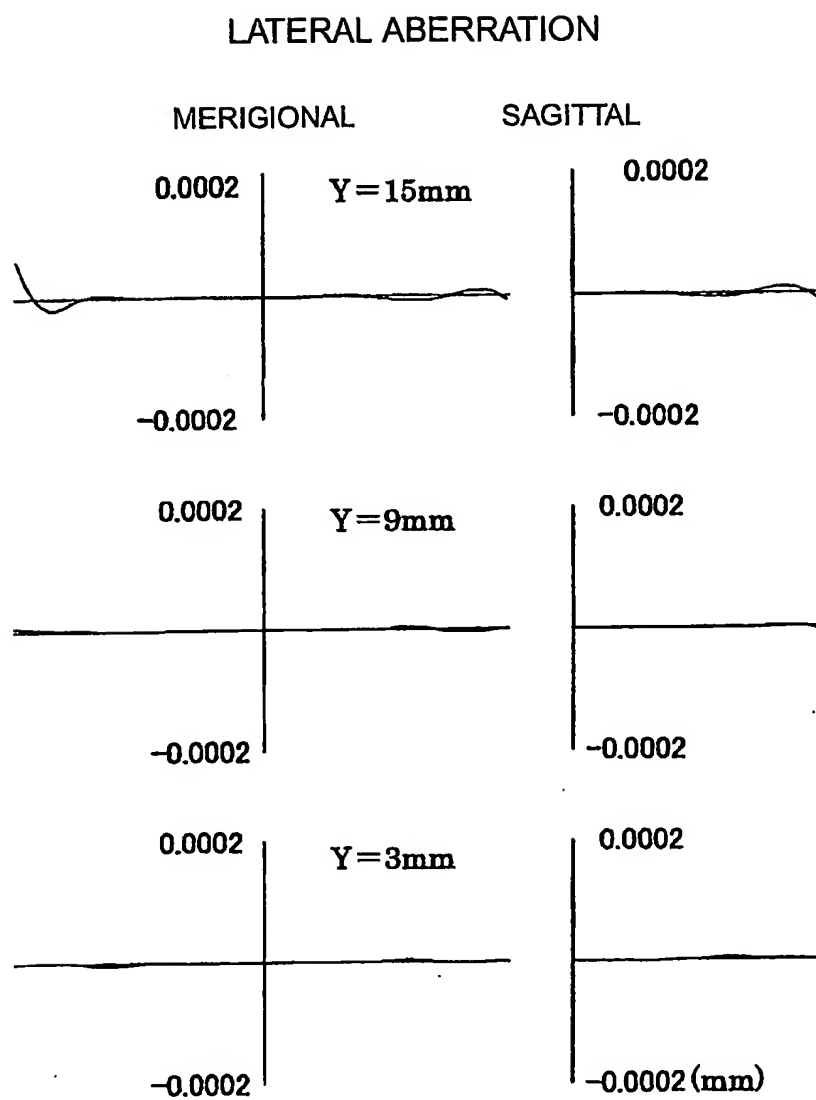 LATERAL ABERRATION
MERIGIONAL SAGITTAL
0.0002 Y=15mm 0.0002
-0.0002 -0.0002
0.0002 Y=9mm 0.0002
-0.0002 -0.0002
0.0002 Y=3mm 0.0002
-0.0002 -0.0002(mm)